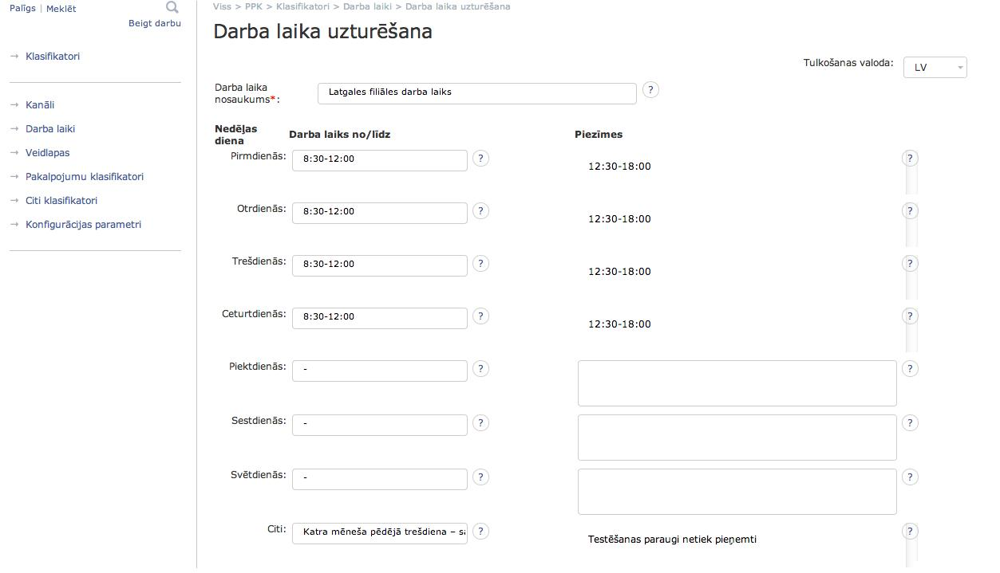 Palīgs | Meklēt
Beigt darbu
→ Klasifikatori
→ Kanāli
→ Darba laiki
→ Veidlapas
→ Pakalpojumu klasifikatori
→ Citi klasifikatori
→ Konfigurācijas parametri
Viss > PPK > Klasifikatori > Darba laiki > Darba laika uzturēšana
Darba laika uzturēšana
Tulkošanas valoda: LV
Darba laika
nosaukums*: Latgales filiāles darba laiks ?
Nedēļas
diena Darba laiks no/līdz Piezīmes
Pirmdienās: 8:30-12:00 ? 12:30-18:00 ?
Otrdienās: 8:30-12:00 ? 12:30-18:00 ?
Trešdienās: 8:30-12:00 ? 12:30-18:00 ?
Ceturtdienās: 8:30-12:00 ? 12:30-18:00 ?
Piektdienās: - ? ?
Sestdienās: - ? ?
Svētdienās: - ? ?
Citi: Katra mēneša pēdējā trešdiena – ? Testēšanas paraugi netiek pieņemti ?